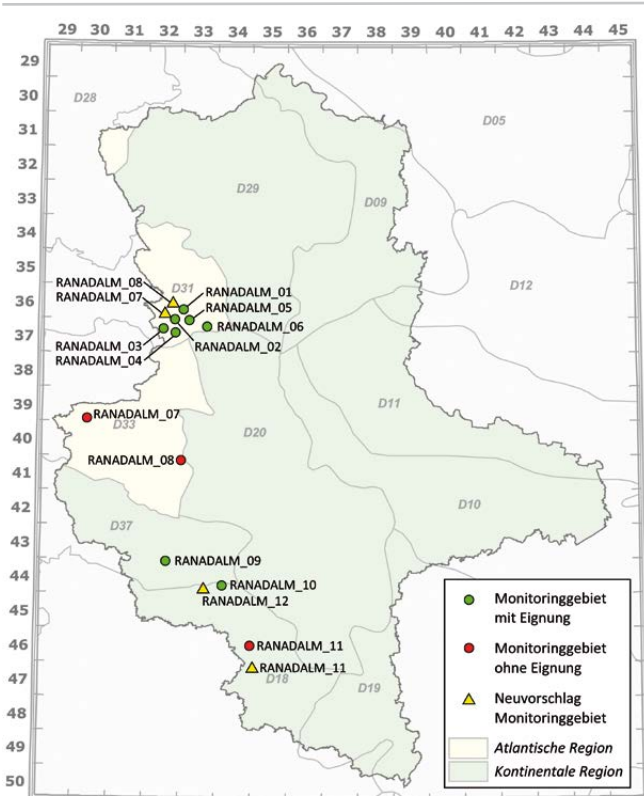 29 30 31 32 33 34 35 36 37 38 39 40 41 42 43 44 45
29
30
31
32
34
35
36
37
39
40
41
42
43
44
45
46
47
48
49
50
D28
D05
D29
D09
D31
D12
RANADALM_08
RANADALM_07
RANADALM_01
RANADALM_05
RANADALM_06
RANADALM_03
RANADALM_04
RANADALM_02
RANADALM_07
D33
D11
D20
RANADALM_08
D10
D37
RANADALM_09
RANADALM_10
RANADALM_12
RANADALM_11
RANADALM_11
D18
D19
Monitoringgebiet
mit Eignung
Monitoringgebiet
ohne Eignung
Neuvorschlag
Monitoringgebiet
Atlantische Region
Kontinentale Region